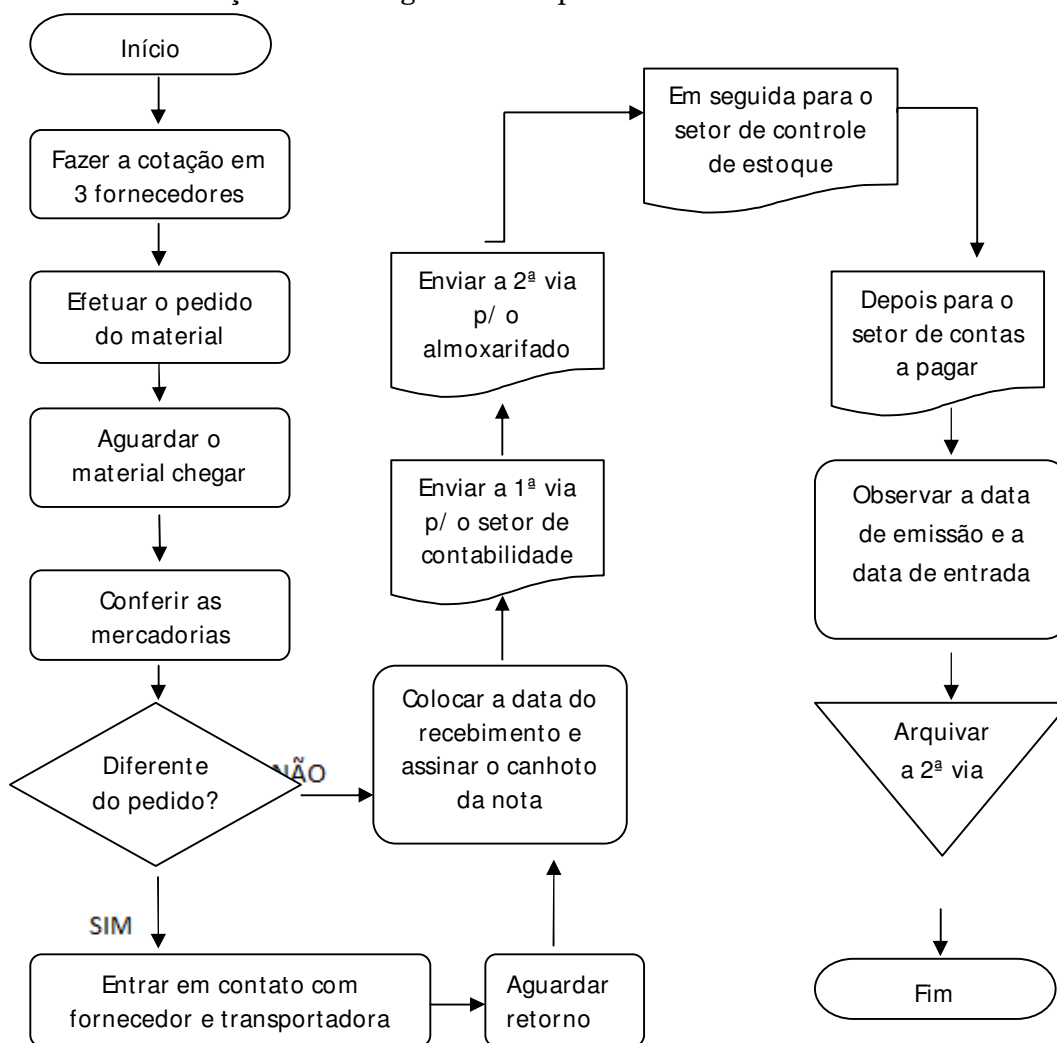 Início
Fazer a cotação em
3 fornecedores
Efetuar o pedido
do material
Aguardar o
material chegar
Conferir as
mercadorias
Diferente
do pedido?
NÃO
SIM
Entrar em contato com
fornecedor e transportadora
Aguardar
retorno
Colocar a data do
recebimento e
assinar o canhoto
da nota
Enviar a 1ª via
p/ o setor de
contabilidade
Enviar a 2ª via
p/ o
almoxarifado
Em seguida para o
setor de controle
de estoque
Depois para o
setor de contas
a pagar
Observar a data
de emissão e a
data de entrada
Arquivar
a 2ª via
Fim